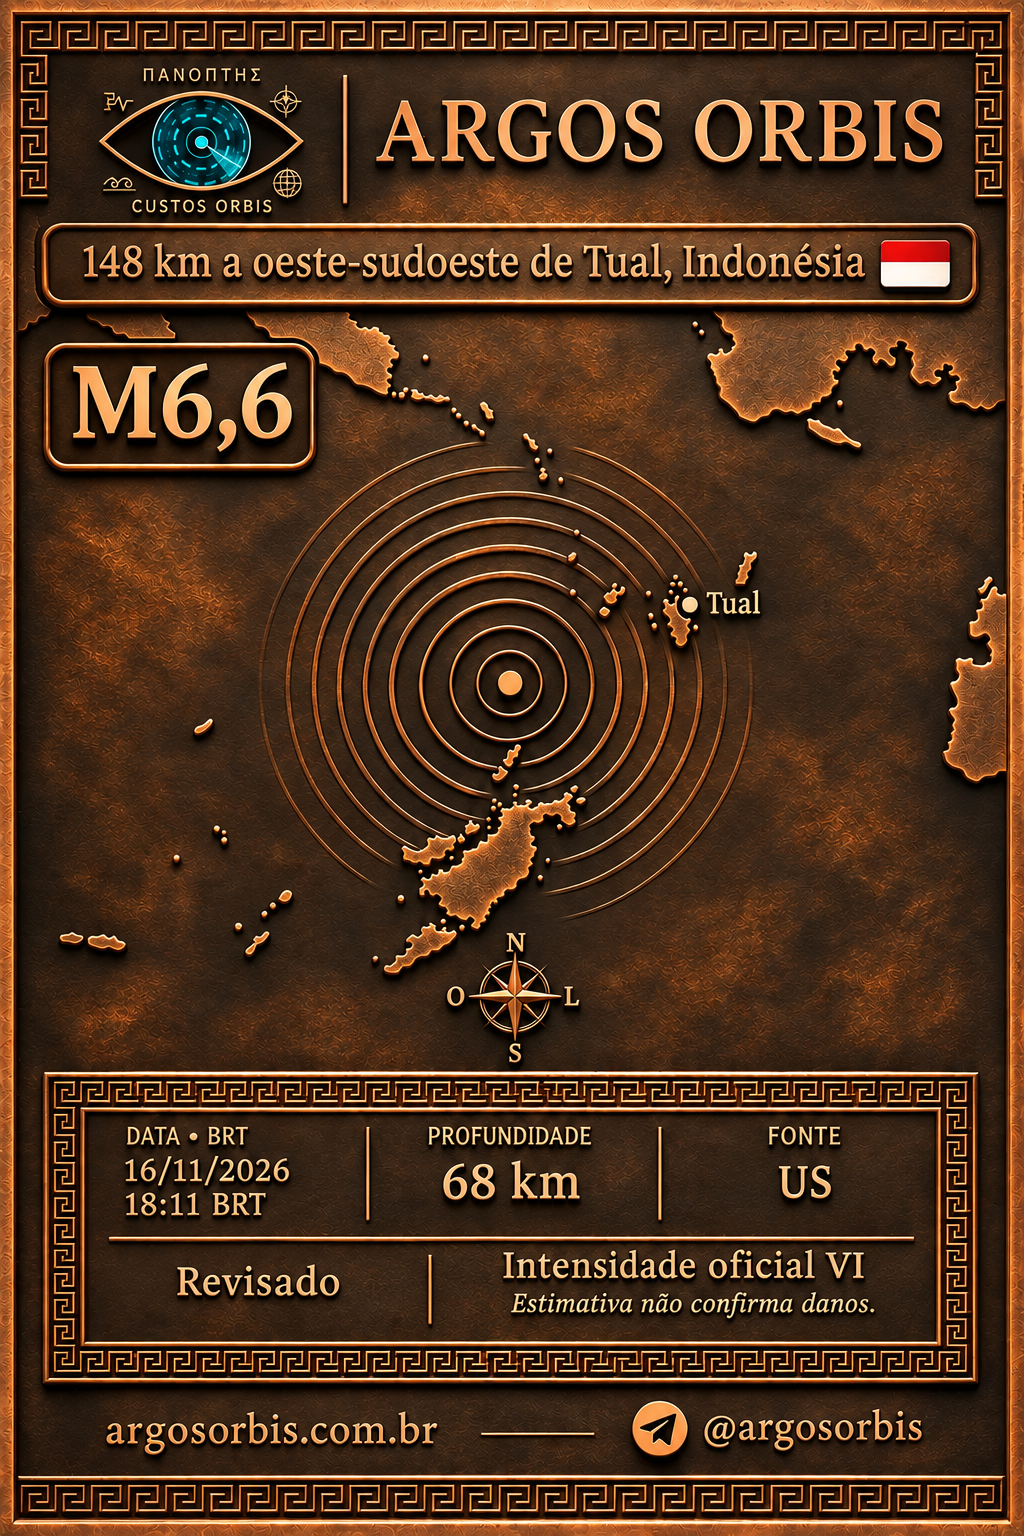 ΠΑΝΟΠΤΗΣ
CUSTOS ORBIS
ARGOS ORBIS
148 km a oeste-sudoeste de Tual, Indonésia
M6,6
Tual
N
O
L
S
DATA • BRT
16/11/2026
18:11 BRT
PROFUNDIDADE
68 km
FONTE
US
Revisado
Intensidade oficial VI
Estimativa não confirma danos.
argosorbis.com.br
@argosorbis